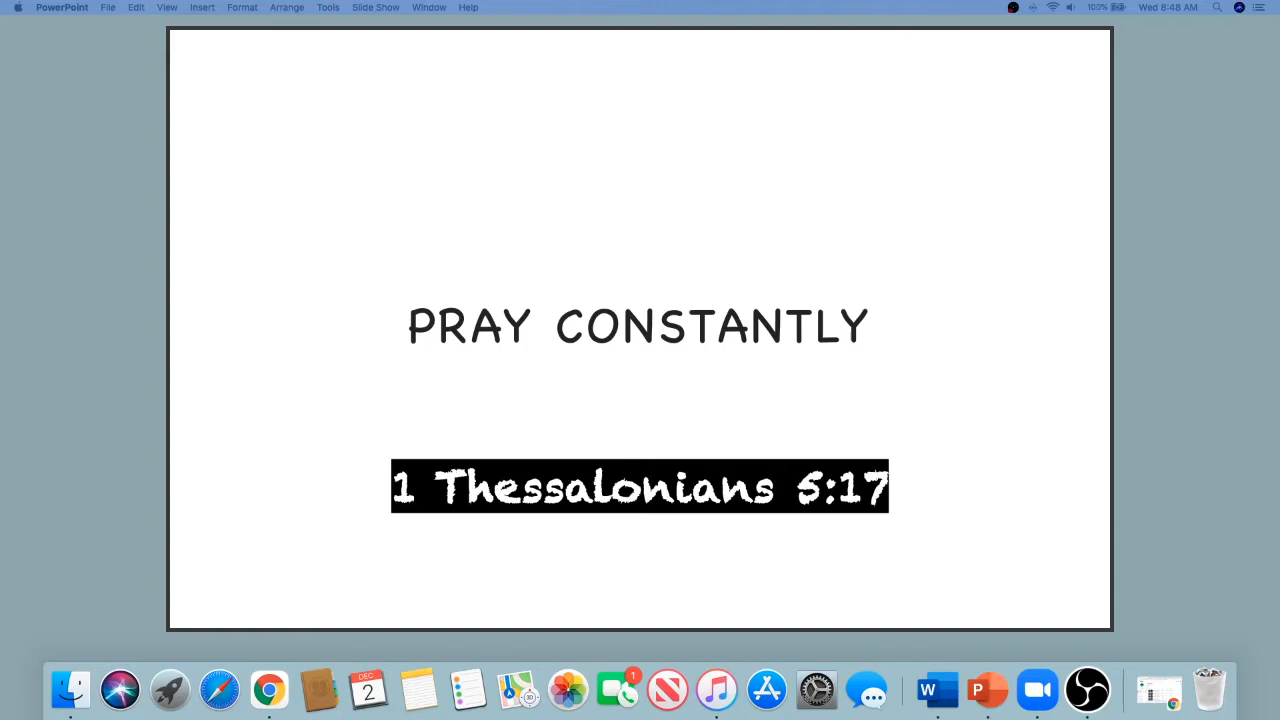 PowerPoint File Edit View Insert Format Arrange Tools Slide Show Window Help 100% Wed 8:48 AM
PRAY CONSTANTLY
1 Thessalonians 5:17
1
DEC
2